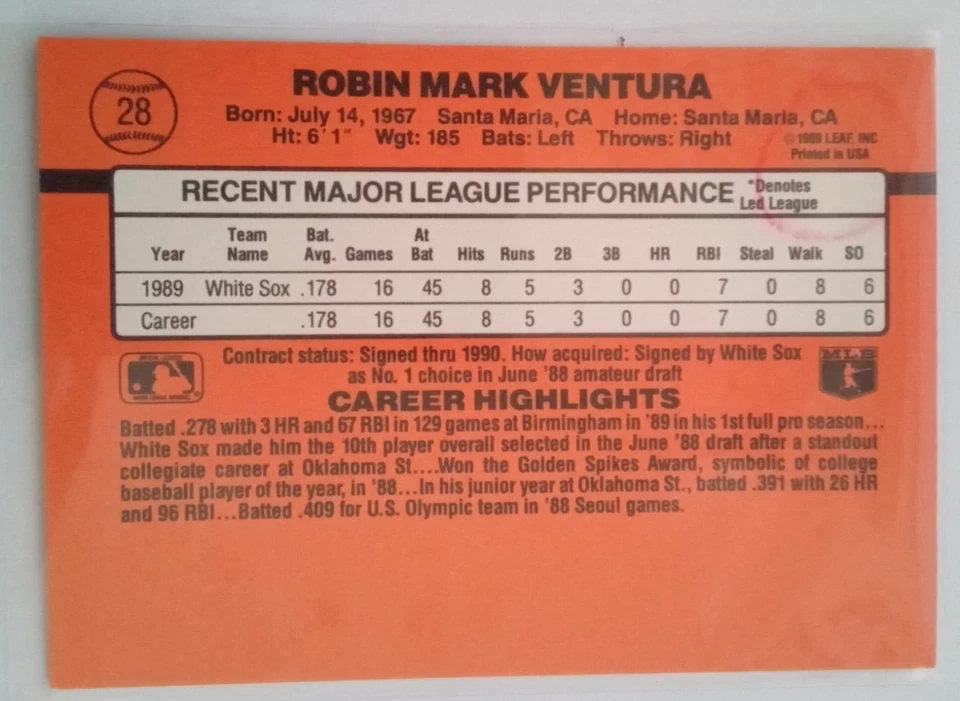 28
ROBIN MARK VENTURA
Born: July 14, 1967 Santa Maria, CA Home: Santa Maria, CA
Ht: 6' 1" Wgt: 185 Bats: Left Throws: Right
©1989 LEAF, INC.
Printed in USA
RECENT MAJOR LEAGUE PERFORMANCE *Denotes Led League
Year Team Name Bat. Avg. Games At Bat Hits Runs 2B 3B HR RBI Steal Walk SO
1989 White Sox .178 16 45 8 5 3 0 0 7 0 8 6
Career .178 16 45 8 5 3 0 0 7 0 8 6
Contract status: Signed thru 1990. How acquired: Signed by White Sox
as No. 1 choice in June '88 amateur draft
MLB
CAREER HIGHLIGHTS
Batted .278 with 3 HR and 67 RBI in 129 games at Birmingham in '89 in his 1st full pro season...
White Sox made him the 10th player overall selected in the June '88 draft after a standout
collegiate career at Oklahoma St....Won the Golden Spikes Award, symbolic of college
baseball player of the year, in '88...In his junior year at Oklahoma St., batted .391 with 26 HR
and 96 RBI...Batted .409 for U.S. Olympic team in '88 Seoul games.